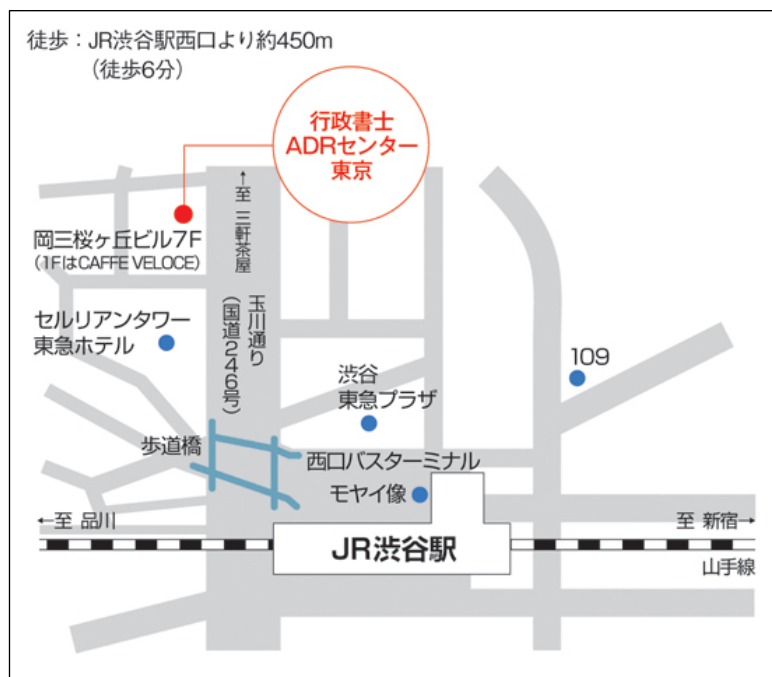 徒歩：JR渋谷駅西口より約450m
（徒歩6分）
行政書士
ADRセンター
東京
←至 三軒茶屋
岡三桜ヶ丘ビル7F
（1FはCAFFE VELOCE）
玉川通り
（国道246号）
セルリアンタワー
東急ホテル
109
渋谷
東急プラザ
歩道橋
西口バスターミナル
モヤイ像
←至 品川
至 新宿→
JR渋谷駅
山手線